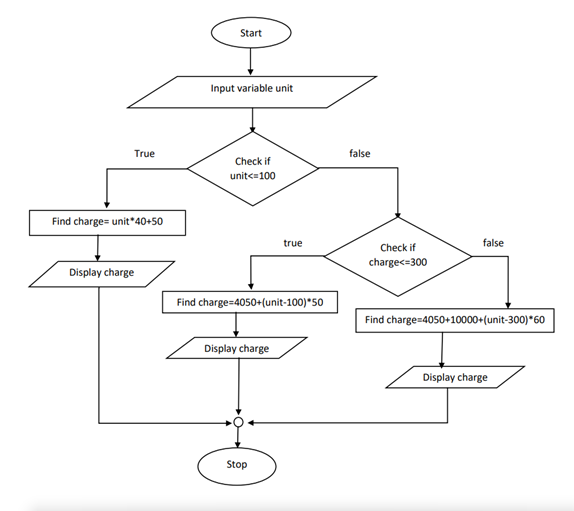 Start
Input variable unit
True
false
Check if
unit<=100
Find charge= unit*40+50
true
false
Check if
charge<=300
Display charge
Find charge=4050+(unit-100)*50
Find charge=4050+10000+(unit-300)*60
Display charge
Display charge
Stop